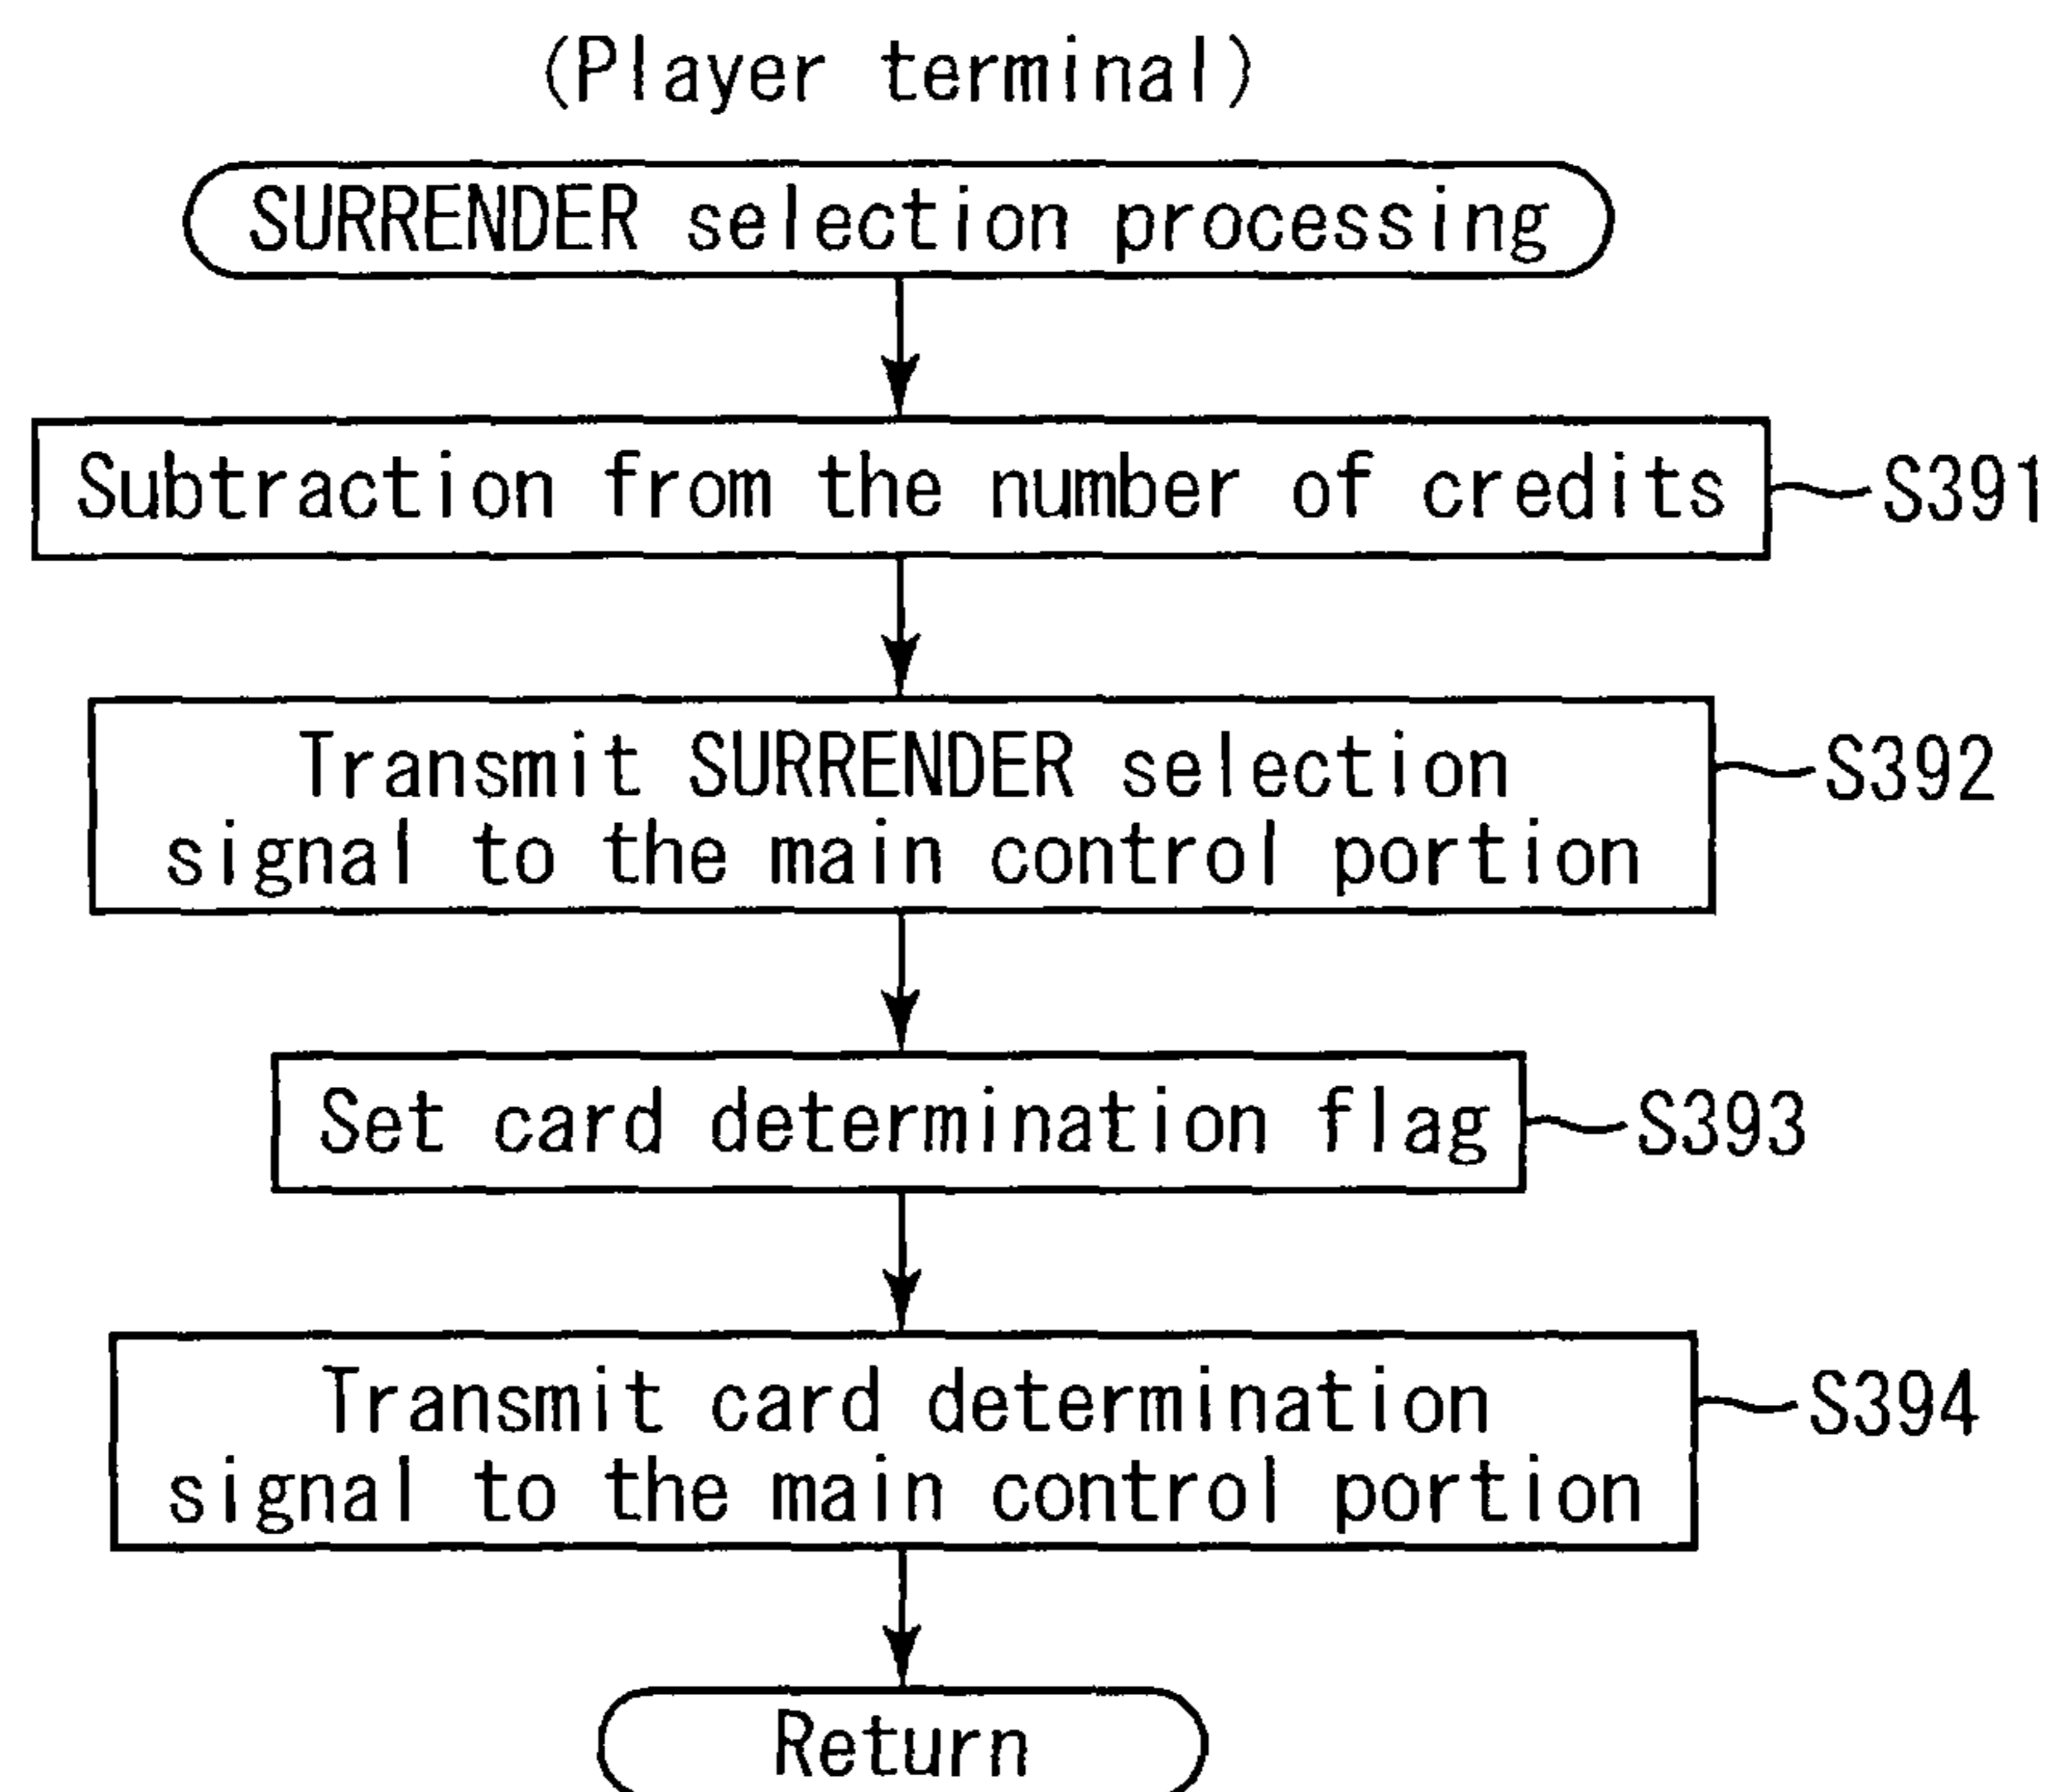 (Player terminal)
SURRENDER selection processing
Subtraction from the number of credits
S391
Transmit SURRENDER selection
signal to the main control portion
S392
Set card determination flag
S393
Transmit card determination
signal to the main control portion
S394
Return